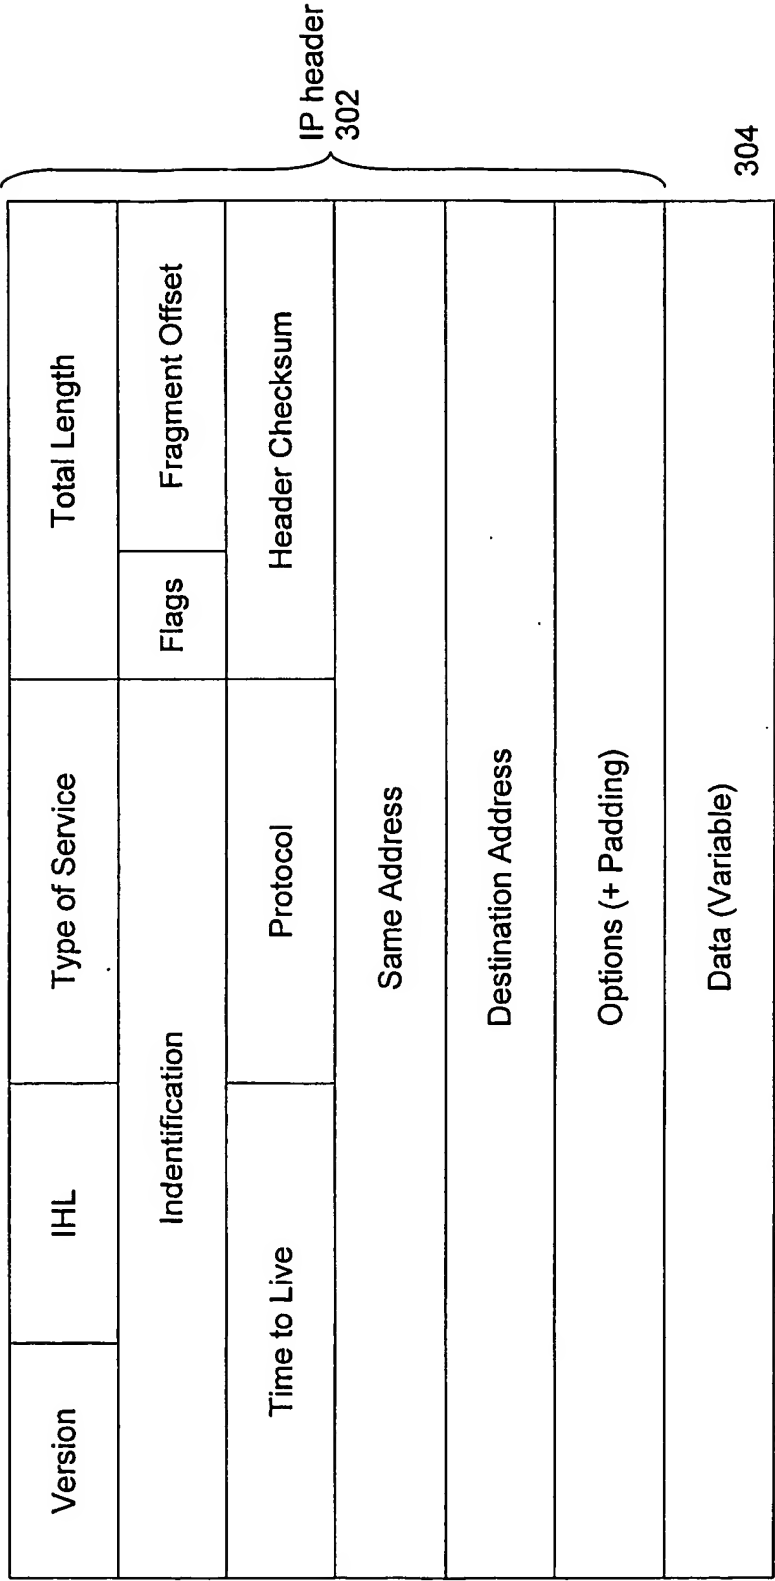 Version
IHL
Type of Service
Total Length
Indentification
Flags
Fragment Offset
Time to Live
Protocol
Header Checksum
Same Address
Destination Address
Options (+ Padding)
Data (Variable)
IP header
302
304